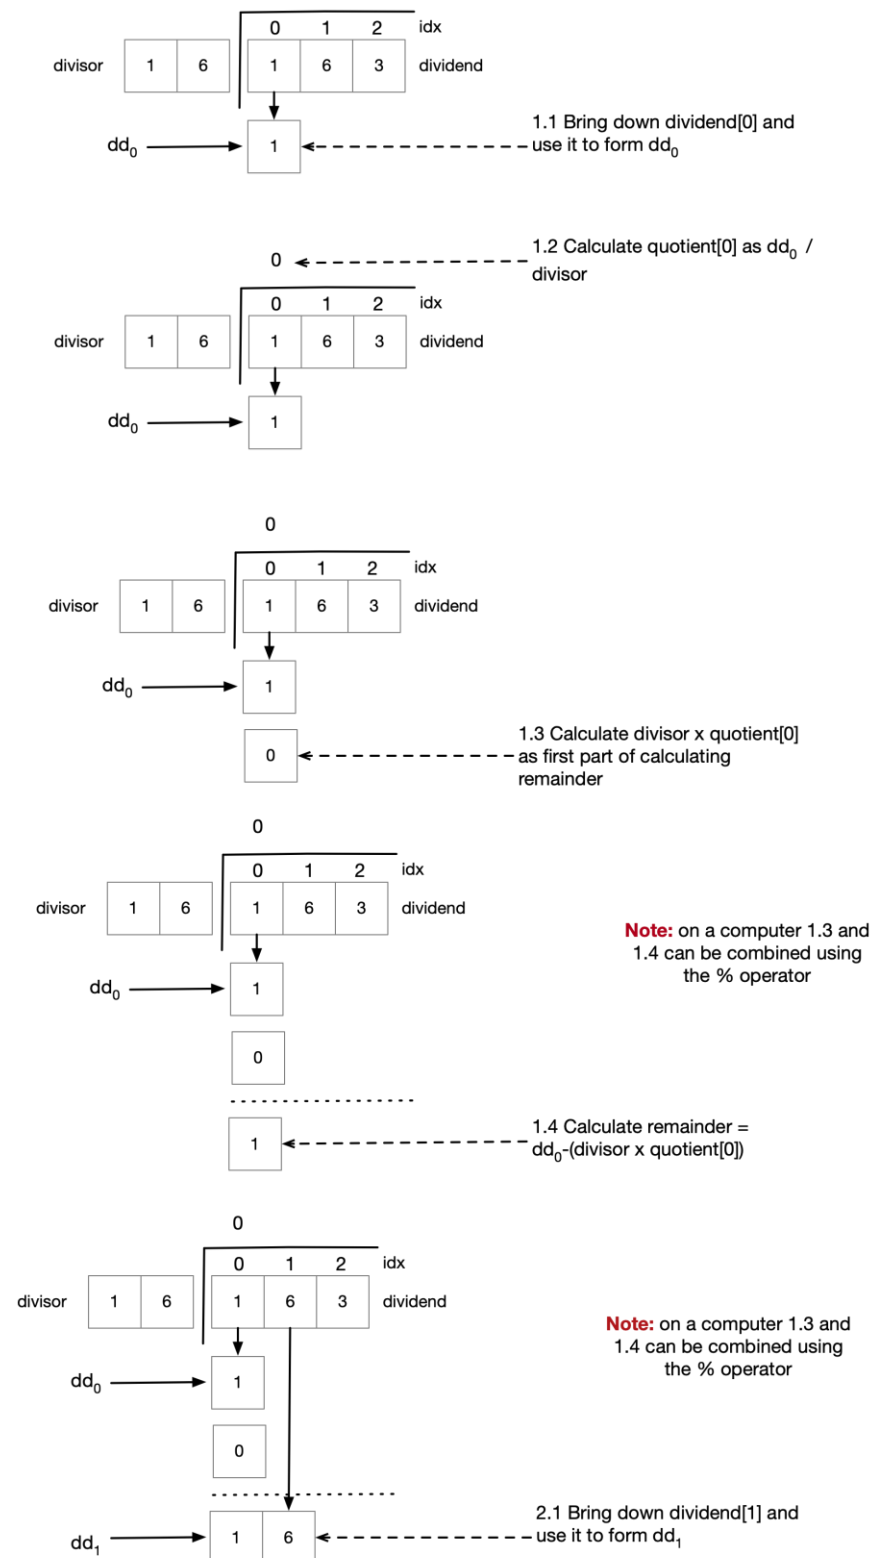 0 1 2 idx
divisor 1 6 1 6 3 dividend
1.1 Bring down dividend[0] and
dd0 1 use it to form dd0
1.2 Calculate quotient[0] as dd0 /
0
divisor
0 1 2 idx
divisor 1 6 1 6 3 dividend
dd0 1
0
0 1 2 idx
divisor 1 6 1 6 3 dividend
dd0 1
1.3 Calculate divisor x quotient[0]
0 as first part of calculating
remainder
0
0 1 2 idx
divisor 1 6 1 6 3 dividend
Note: on a computer 1.3 and
1.4 can be combined using
the % operator
dd0 1
0
1.4 Calculate remainder =
1 dd0-(divisor x quotient[0])
0
0 1 2 idx
divisor 1 6 1 6 3 dividend
Note: on a computer 1.3 and
1.4 can be combined using
the % operator
dd0 1
0
2.1 Bring down dividend[1] and
dd1 1 6 use it to form dd1